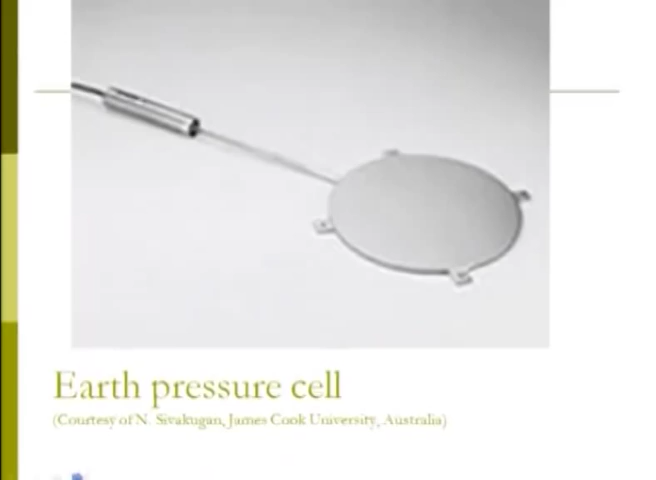 Earth pressure cell
(Courtesy of N. Sivakugan, James Cook University, Australia)